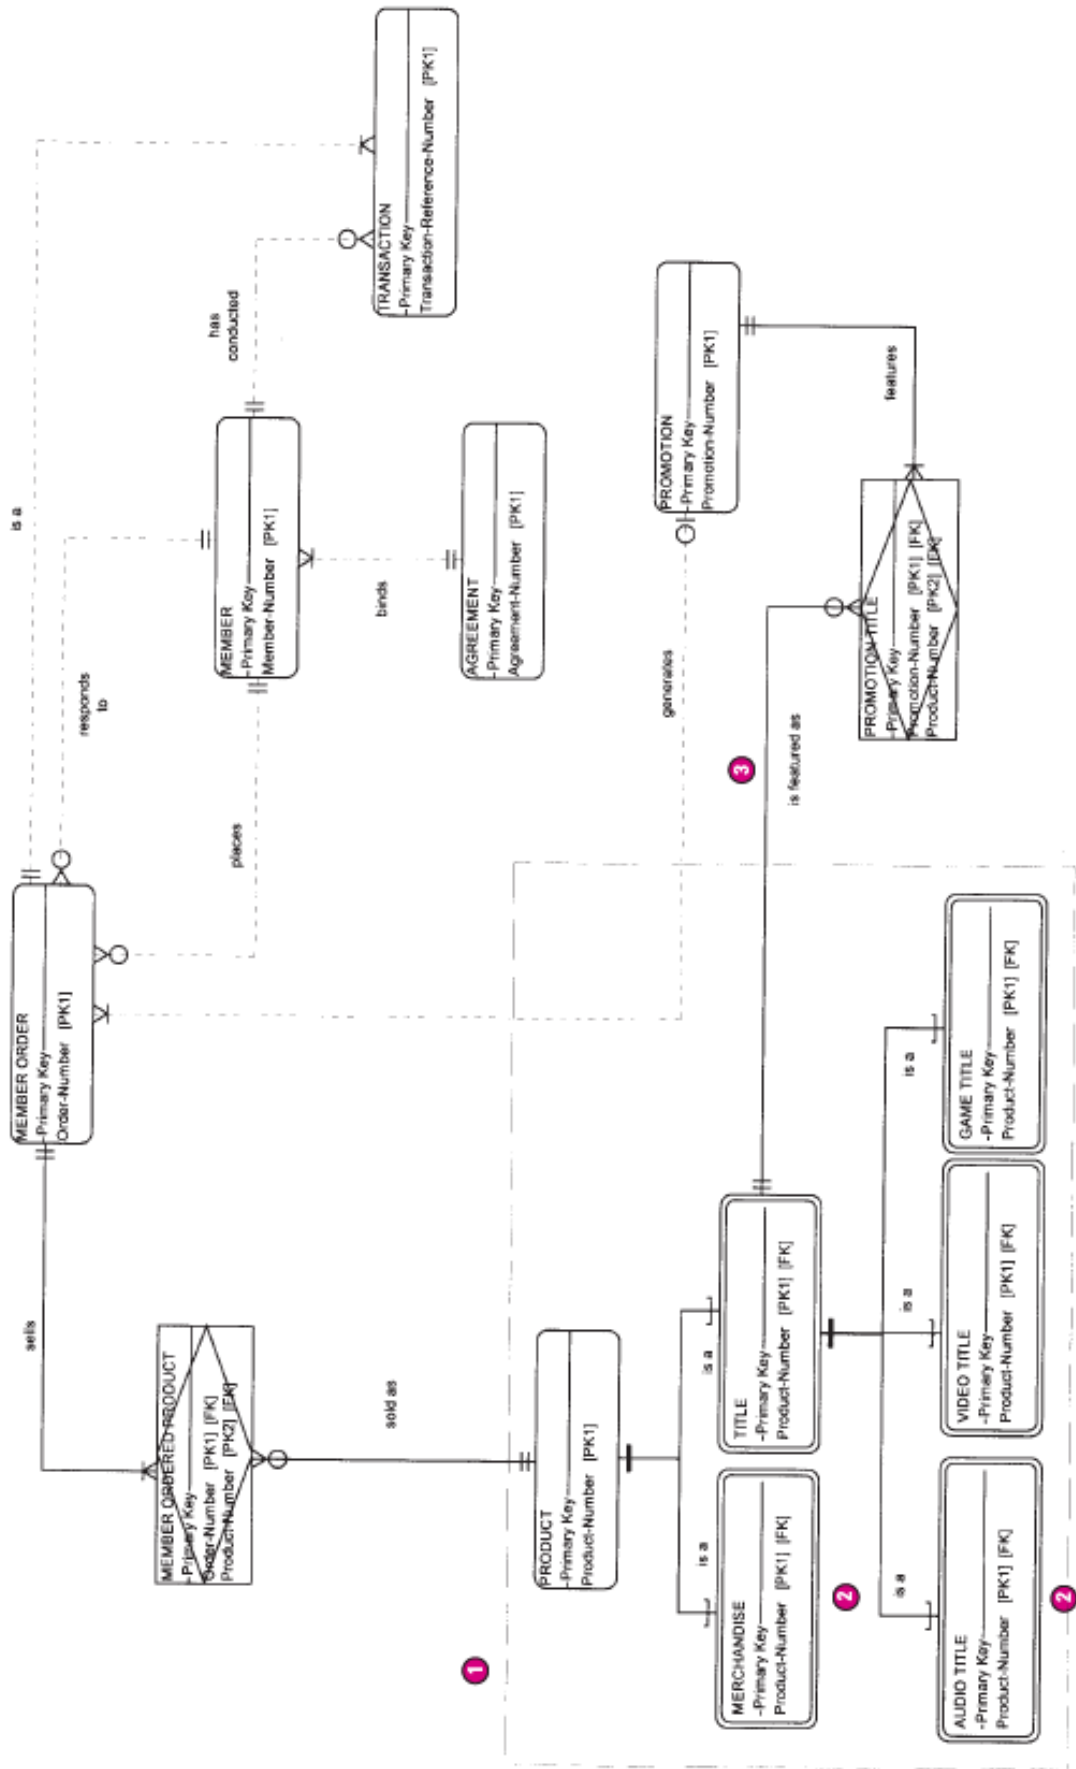 sells
MEMBER ORDER
-Primary Key
Order-Number [PK1]
is a
MEMBER ORDERED PRODUCT
-Primary Key
Order-Number [PK1] [FK]
Product-Number [PK2] [FK]
responds
to
places
MEMBER
-Primary Key
Member-Number [PK1]
has
conducted
TRANSACTION
-Primary Key
Transaction-Reference-Number [PK1]
sold as
binds
AGREEMENT
-Primary Key
Agreement-Number [PK1]
1
PRODUCT
-Primary Key
Product-Number [PK1]
generates
PROMOTION
-Primary Key
Promotion-Number [PK1]
is a
is a
3
is featured as
features
MERCHANDISE
-Primary Key
Product-Number [PK1] [FK]
TITLE
-Primary Key
Product-Number [PK1] [FK]
PROMOTION TITLE
-Primary Key
Promotion-Number [PK1] [FK]
Product-Number [PK2] [FK]
2
is a
is a
is a
AUDIO TITLE
-Primary Key
Product-Number [PK1] [FK]
VIDEO TITLE
-Primary Key
Product-Number [PK1] [FK]
GAME TITLE
-Primary Key
Product-Number [PK1] [FK]
2